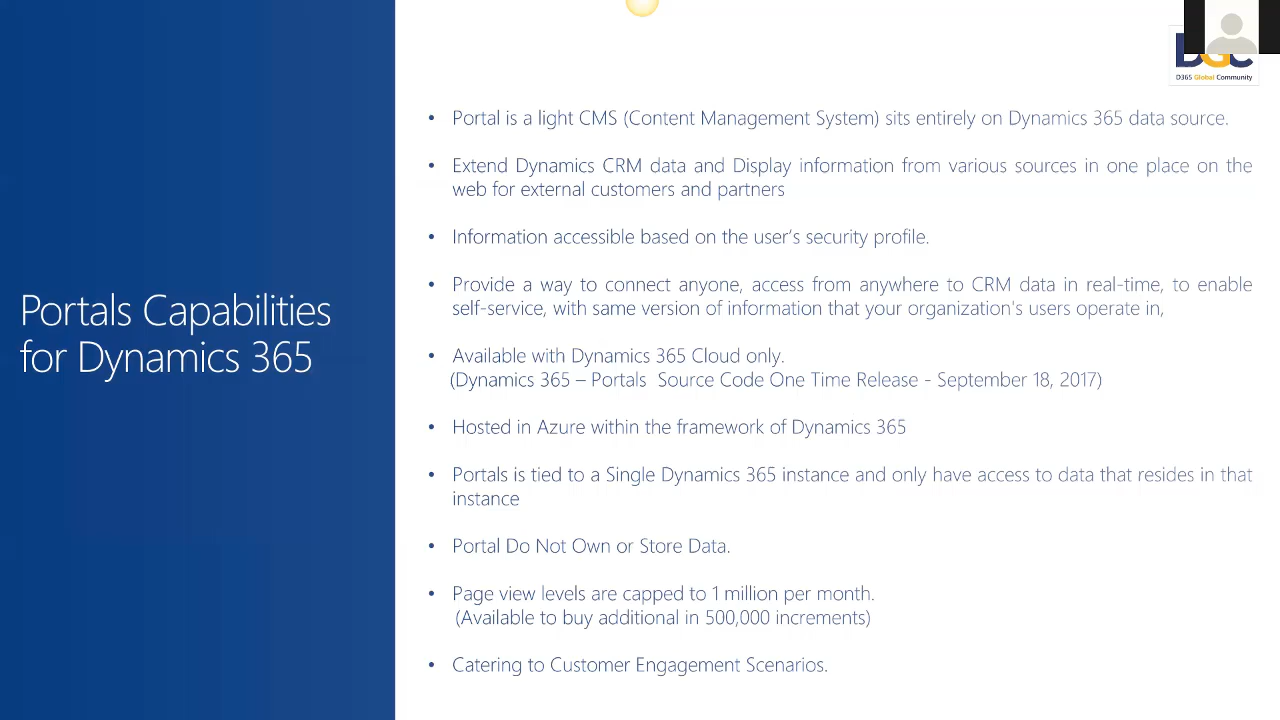 Portals Capabilities
for Dynamics 365
D365 Global Community
• Portal is a light CMS (Content Management System) sits entirely on Dynamics 365 data source.
• Extend Dynamics CRM data and Display information from various sources in one place on the
web for external customers and partners
• Information accessible based on the user's security profile.
• Provide a way to connect anyone, access from anywhere to CRM data in real-time, to enable
self-service, with same version of information that your organization's users operate in,
• Available with Dynamics 365 Cloud only.
(Dynamics 365 – Portals Source Code One Time Release - September 18, 2017)
• Hosted in Azure within the framework of Dynamics 365
• Portals is tied to a Single Dynamics 365 instance and only have access to data that resides in that
instance
• Portal Do Not Own or Store Data.
• Page view levels are capped to 1 million per month.
(Available to buy additional in 500,000 increments)
• Catering to Customer Engagement Scenarios.